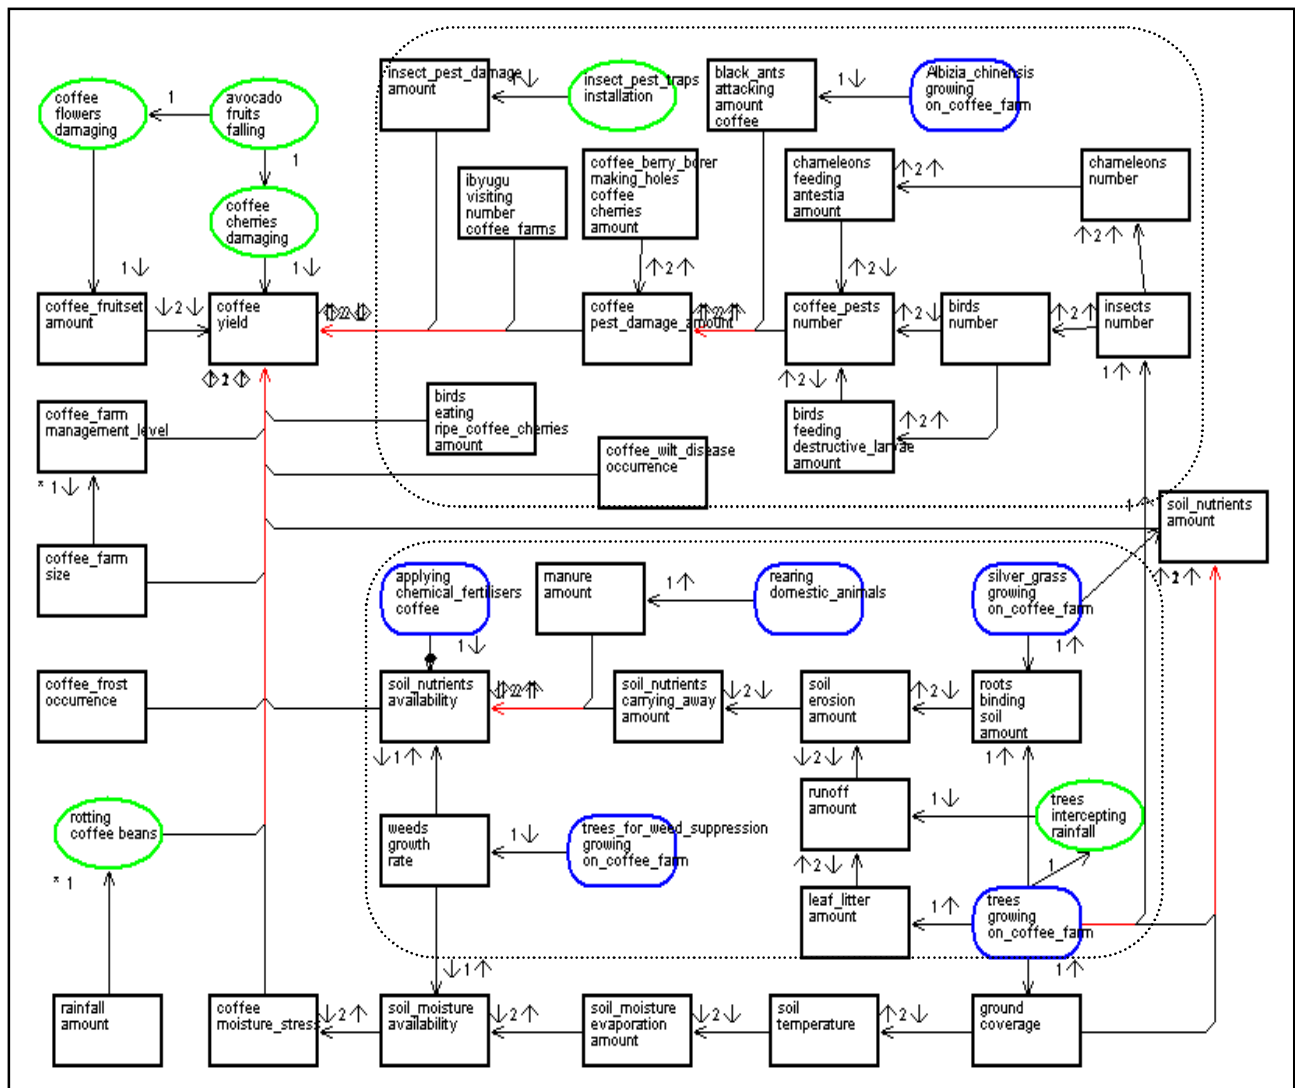 coffee
flowers
damaging
1
avocado
fruits
falling
1
insect_pest_damage
amount
1↓
insect_pest_traps
installation
black_ants
attacking
amount
coffee
1↓
Albizia_chinensis
growing
on_coffee_farm
coffee
cherries
damaging
ibyugu
visiting
number
coffee_farms
coffee_berry_borer
making_holes
coffee
cherries
amount
chameleons
feeding
antestia
amount
↑2↑
chameleons
number
1↓
1↓
↑2↑
↑2↓
↑2↑
coffee_fruitset
amount
↓2↓
coffee
yield
coffee
pest_damage_amount
coffee_pests
number
↑2↓
birds
number
↑2↑
insects
number
↑2↓
1↑
coffee_farm
management_level
* 1↓
birds
eating
ripe_coffee_cherries
amount
coffee_wilt_disease
occurrence
birds
feeding
destructive_larvae
amount
↑2↑
1↑
soil_nutrients
amount
coffee_farm
size
applying
chemical_fertilisers
coffee
1↓
manure
amount
1↑
rearing
domestic_animals
silver_grass
growing
on_coffee_farm
1↑
coffee_frost
occurrence
soil_nutrients
availability
soil_nutrients
carrying_away
amount
↓2↓
soil
erosion
amount
↑2↓
roots
binding
soil
amount
↓1↑
↓2↓
1↑
rotting
coffee beans
* 1
weeds
growth
rate
1↓
trees_for_weed_suppression
growing
on_coffee_farm
runoff
amount
1↓
trees
intercepting
rainfall
↑2↓
1
leaf_litter
amount
1↑
trees
growing
on_coffee_farm
↓1↑
1↑
rainfall
amount
coffee
moisture_stress
↓2↑
soil_moisture
availability
↓2↑
soil_moisture
evaporation
amount
↓2↓
soil
temperature
↑2↓
ground
coverage